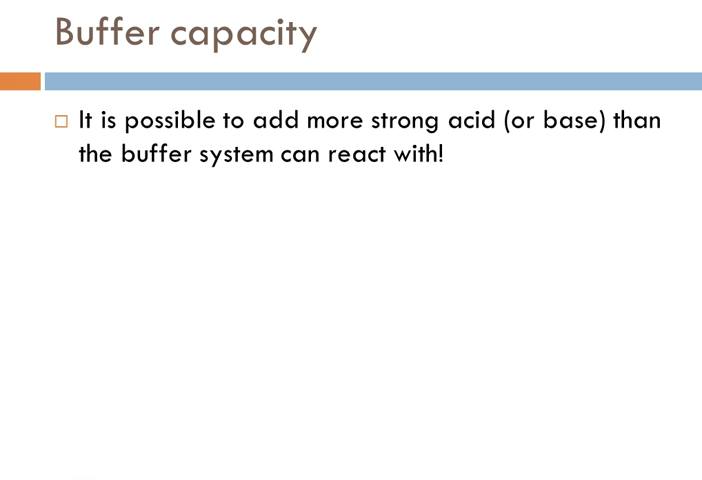 Buffer capacity
It is possible to add more strong acid (or base) than
the buffer system can react with!